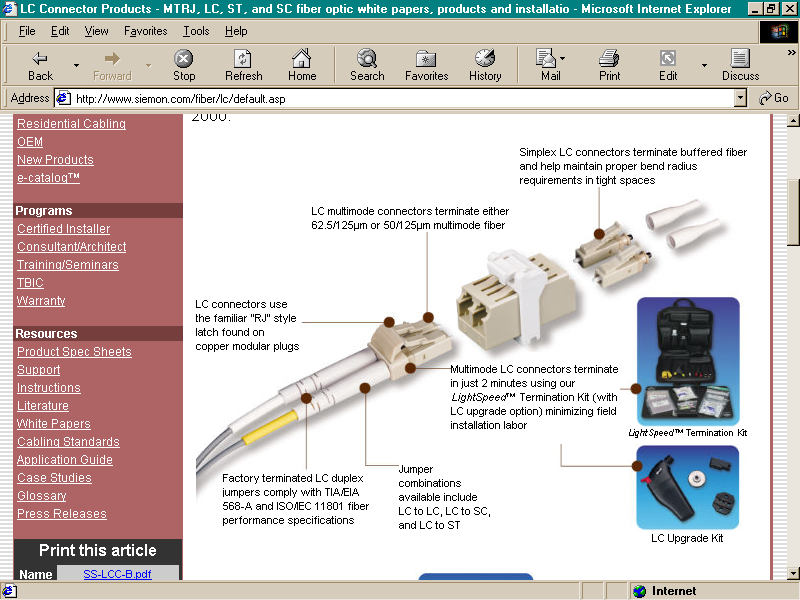 LC Connector Products - MTRJ, LC, ST, and SC fiber optic white papers, products and installatio - Microsoft Internet Explorer
File Edit View Favorites Tools Help
Back Forward Stop Refresh Home Search Favorites History Mail Print Edit Discuss
Address http://www.siemon.com/fiber/lc/default.asp Go
Residential Cabling
OEM
New Products
e-catalog™
Programs
Certified Installer
Consultant/Architect
Training/Seminars
TBIC
Warranty
Resources
Product Spec Sheets
Support
Instructions
Literature
White Papers
Cabling Standards
Application Guide
Case Studies
Glossary
Press Releases
Print this article
Name SS-LCC-B.pdf
2000.
Simplex LC connectors terminate buffered fiber
and help maintain proper bend radius
requirements in tight spaces
LC multimode connectors terminate either
62.5/125µm or 50/125µm multimode fiber
LC connectors use
the familiar "RJ" style
latch found on
copper modular plugs
Multimode LC connectors terminate
in just 2 minutes using our
LightSpeed™ Termination Kit (with
LC upgrade option) minimizing field
installation labor
LightSpeed™ Termination Kit
Factory terminated LC duplex
jumpers comply with TIA/EIA
568-A and ISO/IEC 11801 fiber
performance specifications
Jumper
combinations
available include
LC to LC, LC to SC,
and LC to ST
LC Upgrade Kit
Internet